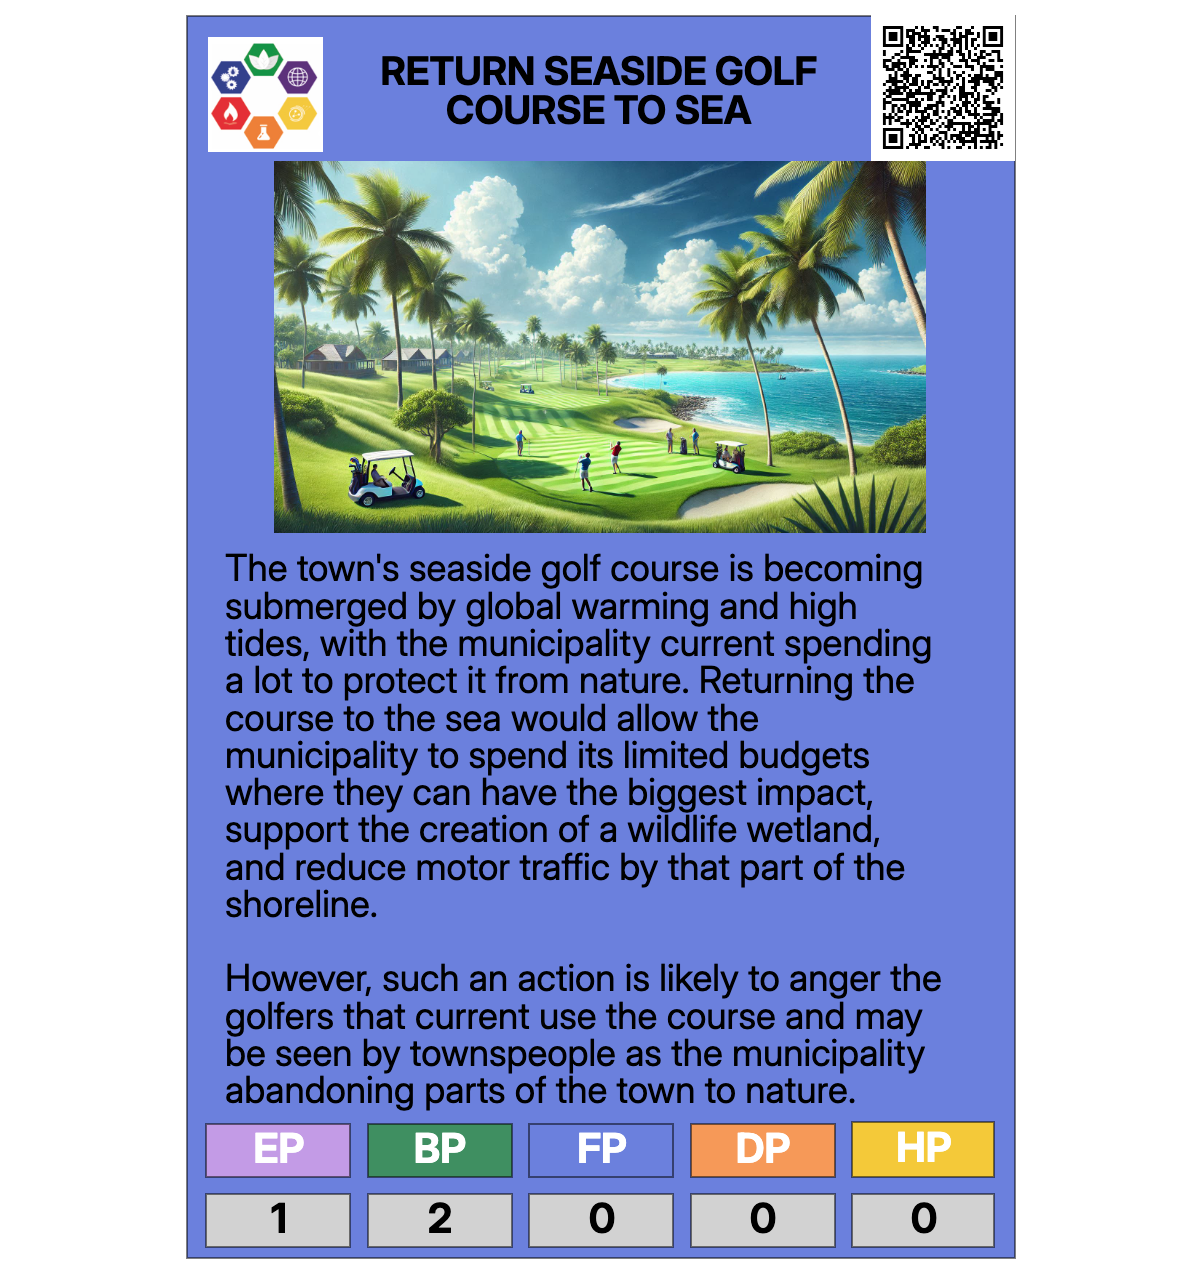 RETURN SEASIDE GOLF
COURSE TO SEA
The town's seaside golf course is becoming
submerged by global warming and high
tides, with the municipality current spending
a lot to protect it from nature. Returning the
course to the sea would allow the
municipality to spend its limited budgets
where they can have the biggest impact,
support the creation of a wildlife wetland,
and reduce motor traffic by that part of the
shoreline.
However, such an action is likely to anger the
golfers that current use the course and may
be seen by townspeople as the municipality
abandoning parts of the town to nature.
EP BP FP DP HP
1 2 0 0 0